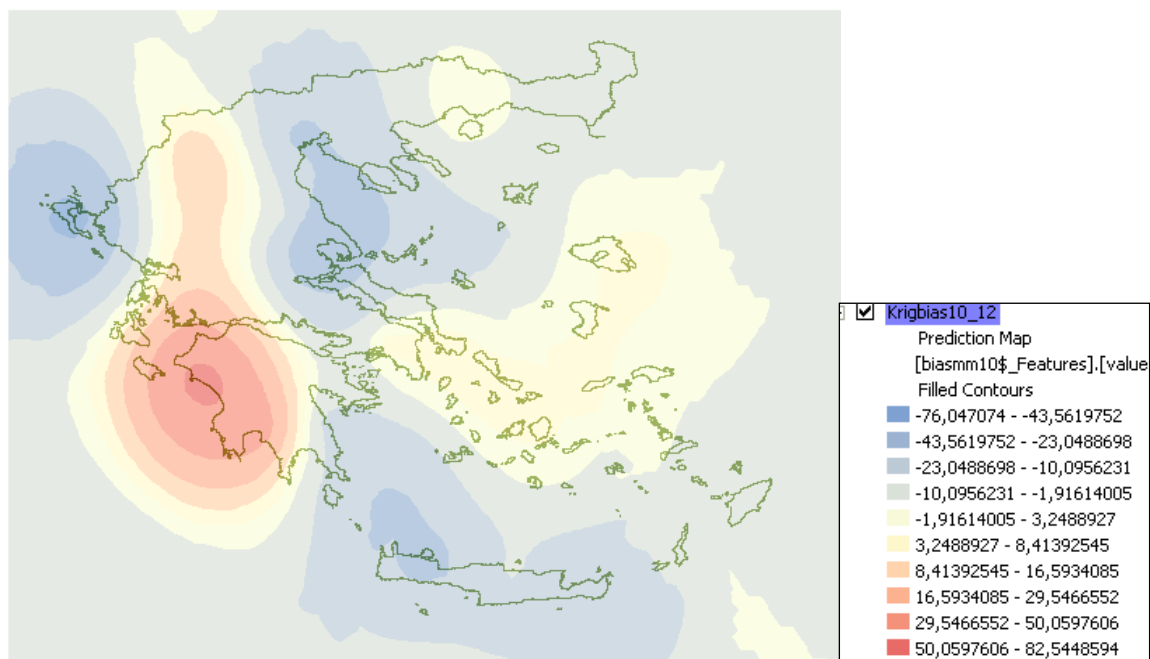 Krigbias10_12
Prediction Map
[biasmm10$_Features].[value
Filled Contours
-76,047074 - -43,5619752
-43,5619752 - -23,0488698
-23,0488698 - -10,0956231
-10,0956231 - -1,91614005
-1,91614005 - 3,2488927
3,2488927 - 8,41392545
8,41392545 - 16,5934085
16,5934085 - 29,5466552
29,5466552 - 50,0597606
50,0597606 - 82,5448594